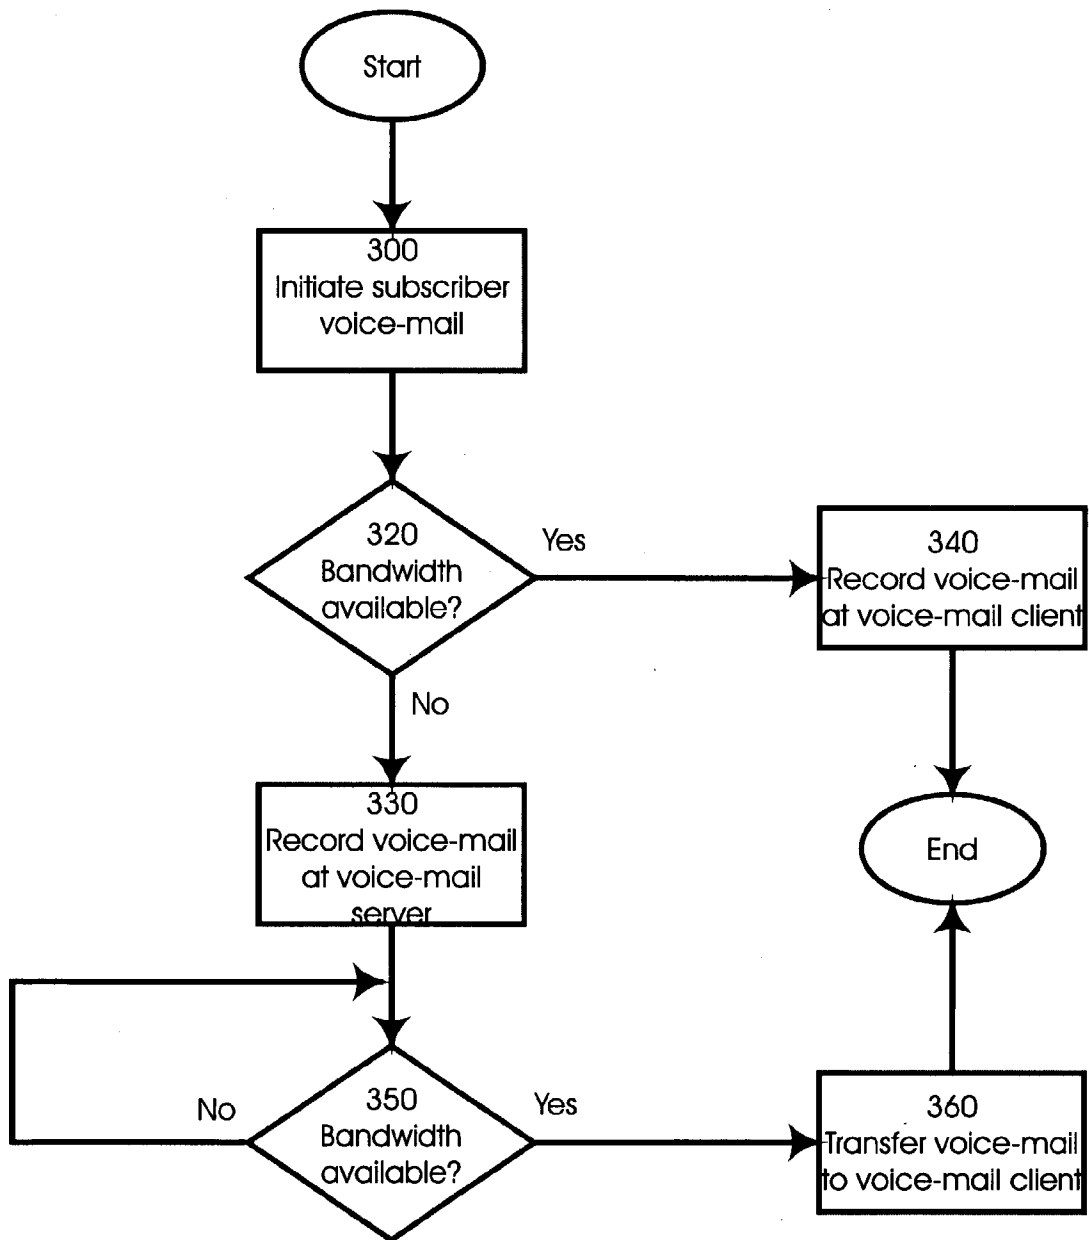 Start
300
Initiate subscriber
voice-mail
320
Bandwidth
available?
Yes
340
Record voice-mail
at voice-mail client
No
330
Record voice-mail
at voice-mail
server
End
350
Bandwidth
available?
No
Yes
360
Transfer voice-mail
to voice-mail client